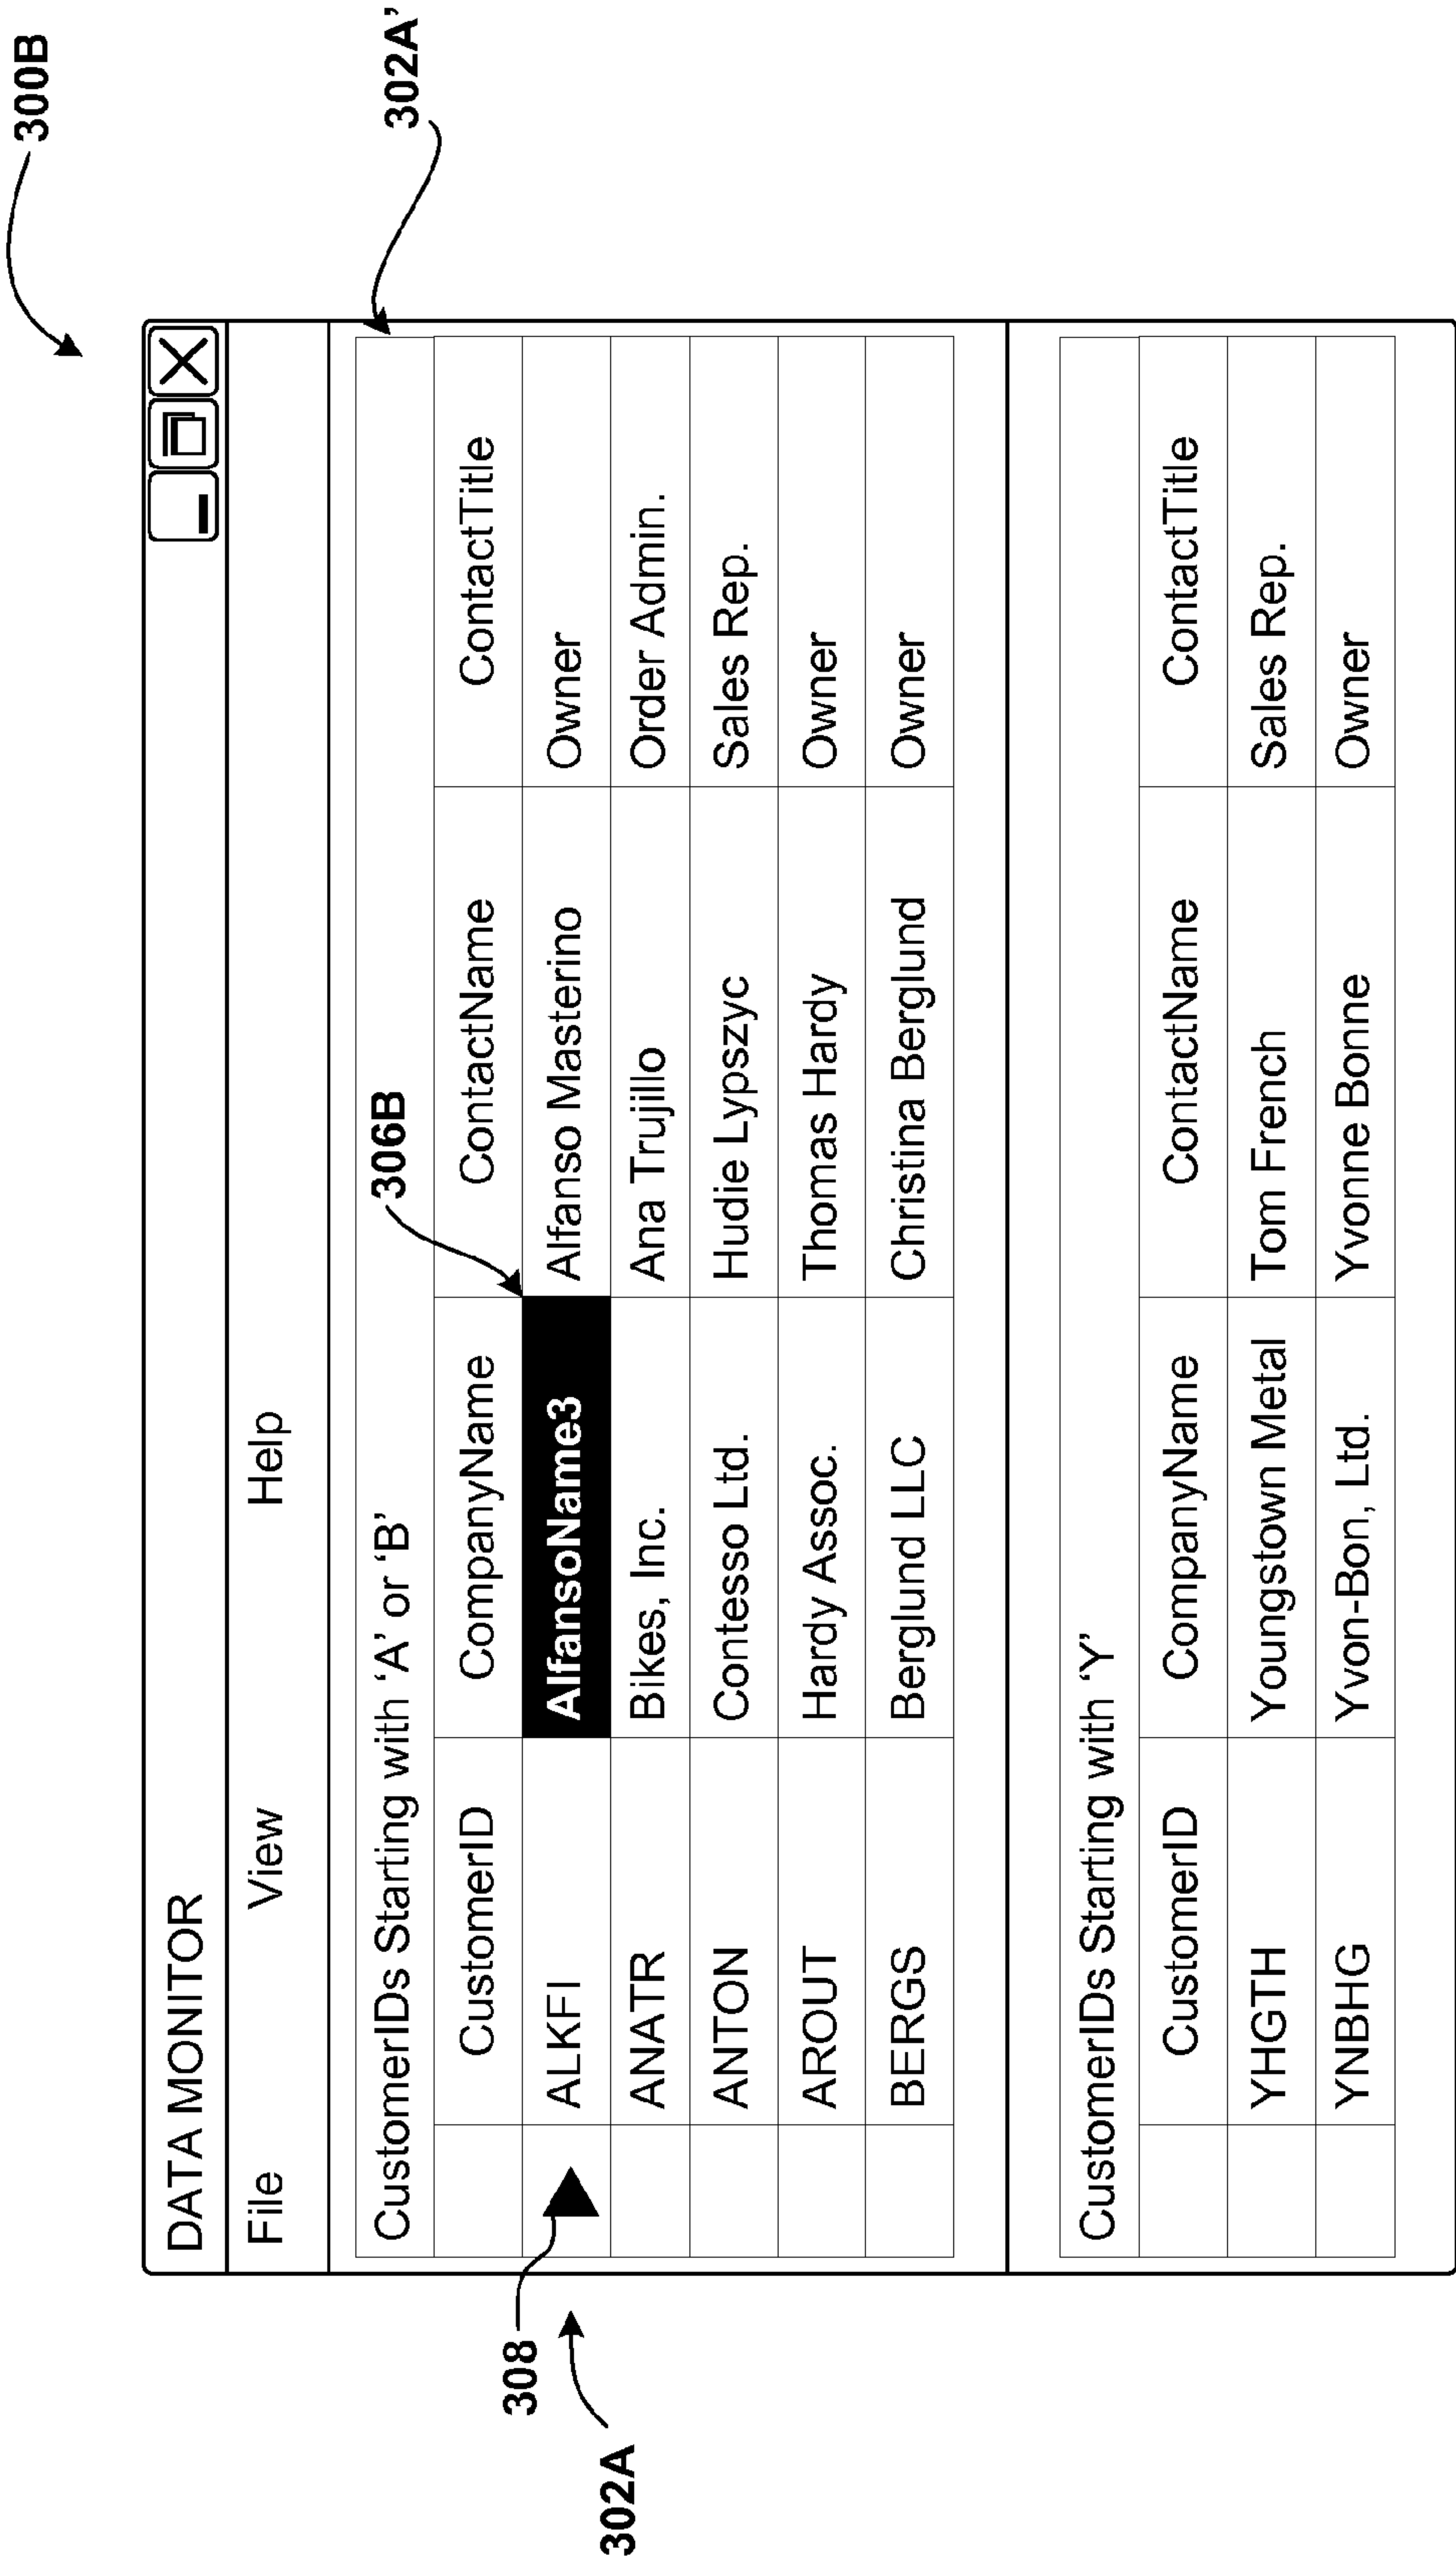 300B
DATA MONITOR
File View Help
302A'
CustomerIDs Starting with ‘A’ or ‘B’
306B
CustomerID CompanyName ContactName ContactTitle
308
302A
ALKFI AlfansoName3 Alfanso Masterino Owner
ANATR Bikes, Inc. Ana Trujillo Order Admin.
ANTON Contesso Ltd. Hudie Lypszyc Sales Rep.
AROUT Hardy Assoc. Thomas Hardy Owner
BERGS Berglund LLC Christina Berglund Owner
CustomerIDs Starting with ‘Y’
CustomerID CompanyName ContactName ContactTitle
YHGTH Youngstown Metal Tom French Sales Rep.
YNBHG Yvon-Bon, Ltd. Yvonne Bonne Owner